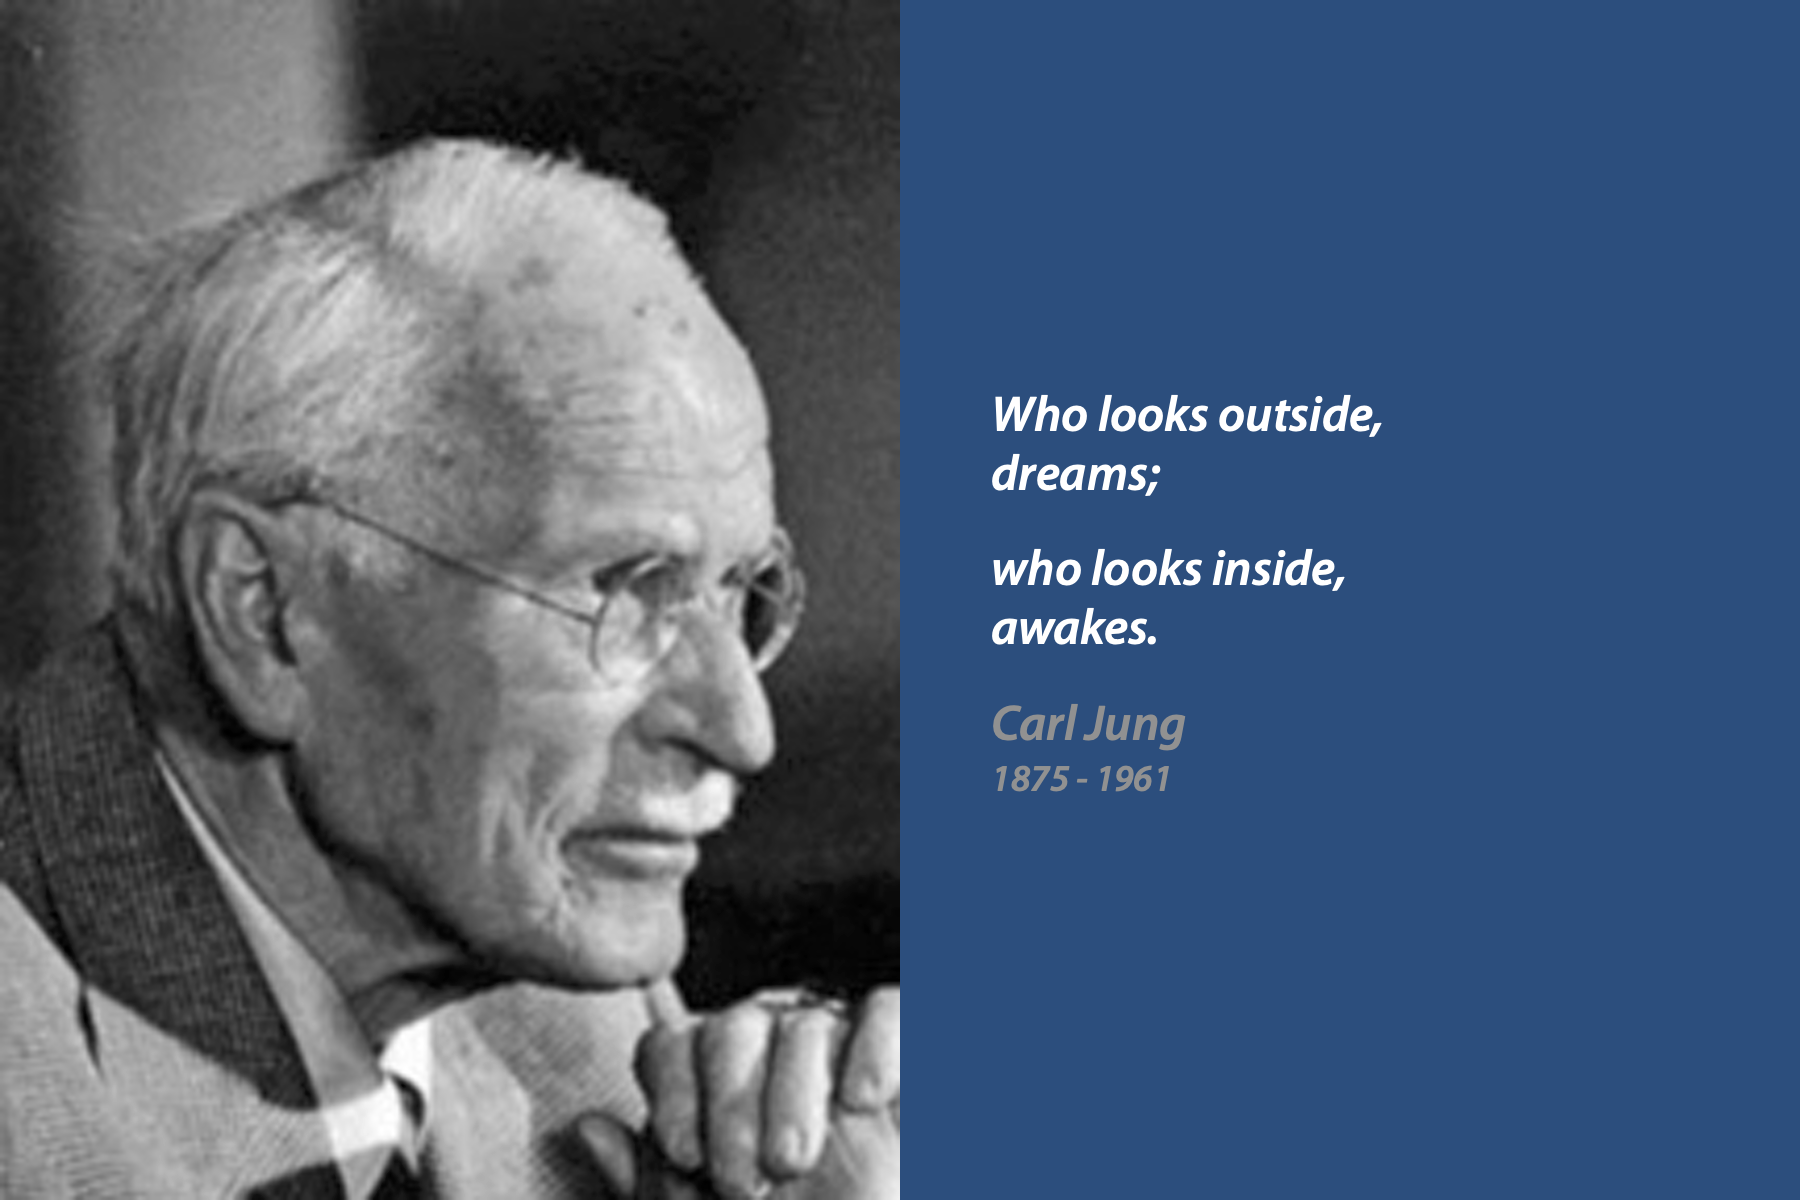 Who looks outside,
dreams;
who looks inside,
awakes.
Carl Jung
1875 - 1961